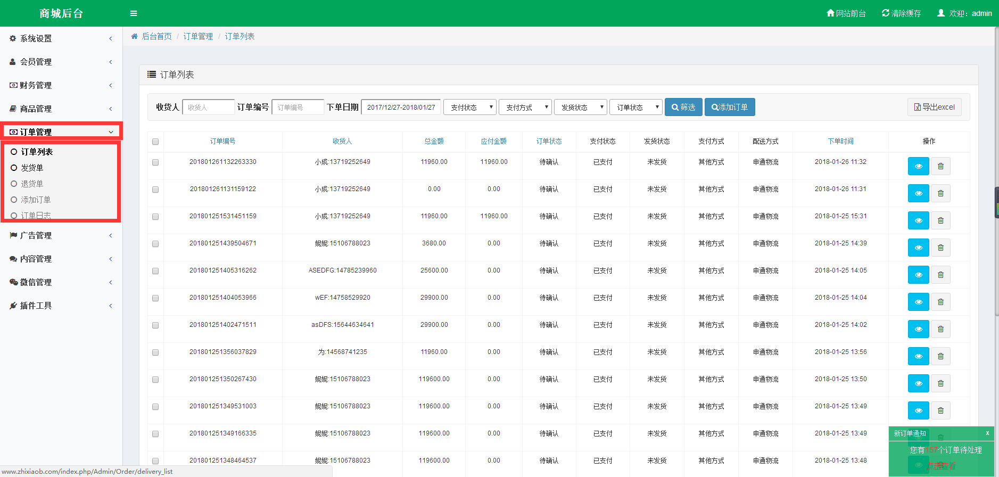 商城后台
网站前台 清除缓存 欢迎：admin
系统设置
会员管理
财务管理
商品管理
订单管理
订单列表
发货单
退货单
添加订单
订单日志
广告管理
内容管理
微信管理
插件工具
后台首页 / 订单管理 / 订单列表
订单列表
收货人 收货人 订单编号 订单编号 下单日期 2017/12/27-2018/01/27 支付状态 支付方式 发货状态 订单状态 筛选 添加订单 导出excel
订单编号 收货人 总金额 应付金额 订单状态 支付状态 发货状态 支付方式 配送方式 下单时间 操作
201801261132263330 小成:13719252649 11960.00 11960.00 待确认 已支付 未发货 其他方式 申通物流 2018-01-26 11:32
201801261131159122 小成:13719252649 0.00 0.00 待确认 已支付 未发货 其他方式 申通物流 2018-01-26 11:31
201801251531451159 小成:13719252649 11960.00 11960.00 待确认 已支付 未发货 其他方式 申通物流 2018-01-25 15:31
201801251439504671 妮妮:15106788023 3680.00 0.00 待确认 已支付 未发货 其他方式 申通物流 2018-01-25 14:39
201801251405316262 ASEDFG:14785239960 25600.00 0.00 待确认 已支付 未发货 其他方式 申通物流 2018-01-25 14:05
201801251404053966 wEF:14758529920 29900.00 0.00 待确认 已支付 未发货 其他方式 申通物流 2018-01-25 14:04
201801251402471511 asDFS:15644634641 29900.00 0.00 待确认 已支付 未发货 其他方式 申通物流 2018-01-25 14:02
201801251356037829 为:14568741235 11960.00 0.00 待确认 已支付 未发货 其他方式 申通物流 2018-01-25 13:56
201801251350267430 妮妮:15106788023 119600.00 0.00 待确认 已支付 未发货 其他方式 申通物流 2018-01-25 13:50
201801251349531003 妮妮:15106788023 119600.00 0.00 待确认 已支付 未发货 其他方式 申通物流 2018-01-25 13:49
201801251349166335 妮妮:15106788023 119600.00 0.00 待确认 已支付 未发货 其他方式 申通物流 2018-01-25 13:49
201801251348464537 妮妮:15106788023 119600.00 0.00 待确认 已支付 未发货 其他方式 申通物流 2018-01-25 13:48
新订单通知 x
您有157个订单待处理
点击查看
www.zhixiaob.com/index.php/Admin/Order/delivery_list